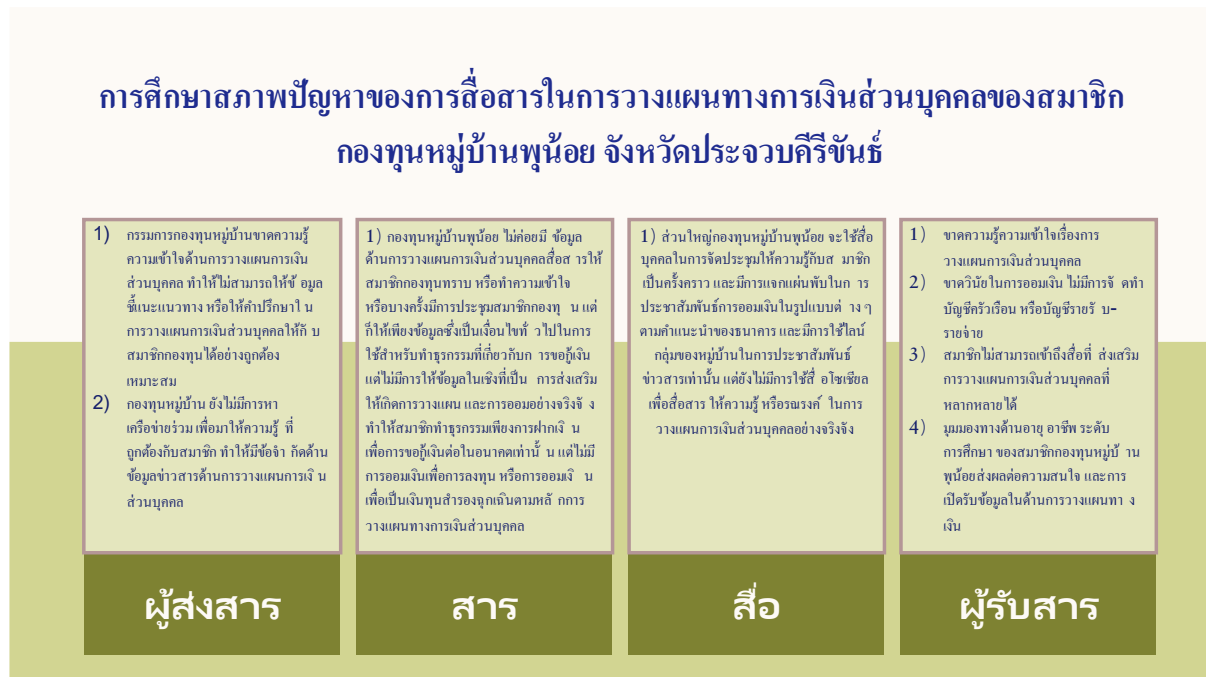 การศึกษาสภาพปัญหาของการสื่อสารในการวางแผนทางการเงินส่วนบุคคลของสมาชิก
กองทุนหมู่บ้านพุน้อย จังหวัดประจวบคีรีขันธ์
1) กรรมการกองทุนหมู่บ้านขาดความรู้
ความเข้าใจด้านการวางแผนการเงิน
ส่วนบุคคล ทำให้ไม่สามารถให้ข้ อมูล
ชี้แนะแนวทาง หรือให้คำปรึกษาใ น
การวางแผนการเงินส่วนบุคคลให้กั บ
สมาชิกกองทุนได้อย่างถูกต้อง
เหมาะสม
2) กองทุนหมู่บ้าน ยังไม่มีการหา
เครือข่ายร่วม เพื่อมาให้ความรู้ ที่
ถูกต้องกับสมาชิก ทำให้มีข้อจำ กัดด้าน
ข้อมูลข่าวสารด้านการวางแผนการเงิ น
ส่วนบุคคล
ผู้ส่งสาร
1) กองทุนหมู่บ้านพุน้อย ไม่ค่อยมี ข้อมูล
ด้านการวางแผนการเงินส่วนบุคคลสื่อส ารให้
สมาชิกกองทุนทราบ หรือทำความเข้าใจ
หรือบางครั้งมีการประชุมสมาชิกกองทุ น แต่
ก็ให้เพียงข้อมูลซึ่งเป็นเงื่อนไขทั่ วไปในการ
ใช้สำหรับทำธุรกรรมที่เกี่ยวกับก ารขอกู้เงิน
แต่ไม่มีการให้ข้อมูลในเชิงที่เป็น การส่งเสริม
ให้เกิดการวางแผน และการออมอย่างจริงจั ง
ทำให้สมาชิกทำธุรกรรมเพียงการฝากเงิ น
เพื่อการขอกู้เงินต่อในอนาคตเท่านั้ น แต่ไม่มี
การออมเงินเพื่อการลงทุน หรือการออมเงิ น
เพื่อเป็นเงินทุนสำรองฉุกเฉินตามหลั กการ
วางแผนทางการเงินส่วนบุคคล
สาร
1) ส่วนใหญ่กองทุนหมู่บ้านพุน้อย จะใช้สื่อ
บุคคลในการจัดประชุมให้ความรู้กับส มาชิก
เป็นครั้งคราว และมีการแจกแผ่นพับในก าร
ประชาสัมพันธ์การออมเงินในรูปแบบต่ าง ๆ
ตามคำแนะนำของธนาคาร และมีการใช้ไลน์
กลุ่มของหมู่บ้านในการประชาสัมพันธ์
ข่าวสารเท่านั้น แต่ยังไม่มีการใช้สื่ อโซเชียล
เพื่อสื่อสาร ให้ความรู้ หรือรณรงค์ ในการ
วางแผนการเงินส่วนบุคคลอย่างจริงจัง
สื่อ
1) ขาดความรู้ความเข้าใจเรื่องการ
วางแผนการเงินส่วนบุคคล
2) ขาดวินัยในการออมเงิน ไม่มีการจั ดทำ
บัญชีครัวเรือน หรือบัญชีรายรั บ-
รายจ่าย
3) สมาชิกไม่สามารถเข้าถึงสื่อที่ ส่งเสริม
การวางแผนการเงินส่วนบุคคลที่
หลากหลายได้
4) มุมมองทางด้านอายุ อาชีพ ระดับ
การศึกษา ของสมาชิกกองทุนหมู่บ้ าน
พุน้อยส่งผลต่อความสนใจ และการ
เปิดรับข้อมูลในด้านการวางแผนทา ง
เงิน
ผู้รับสาร